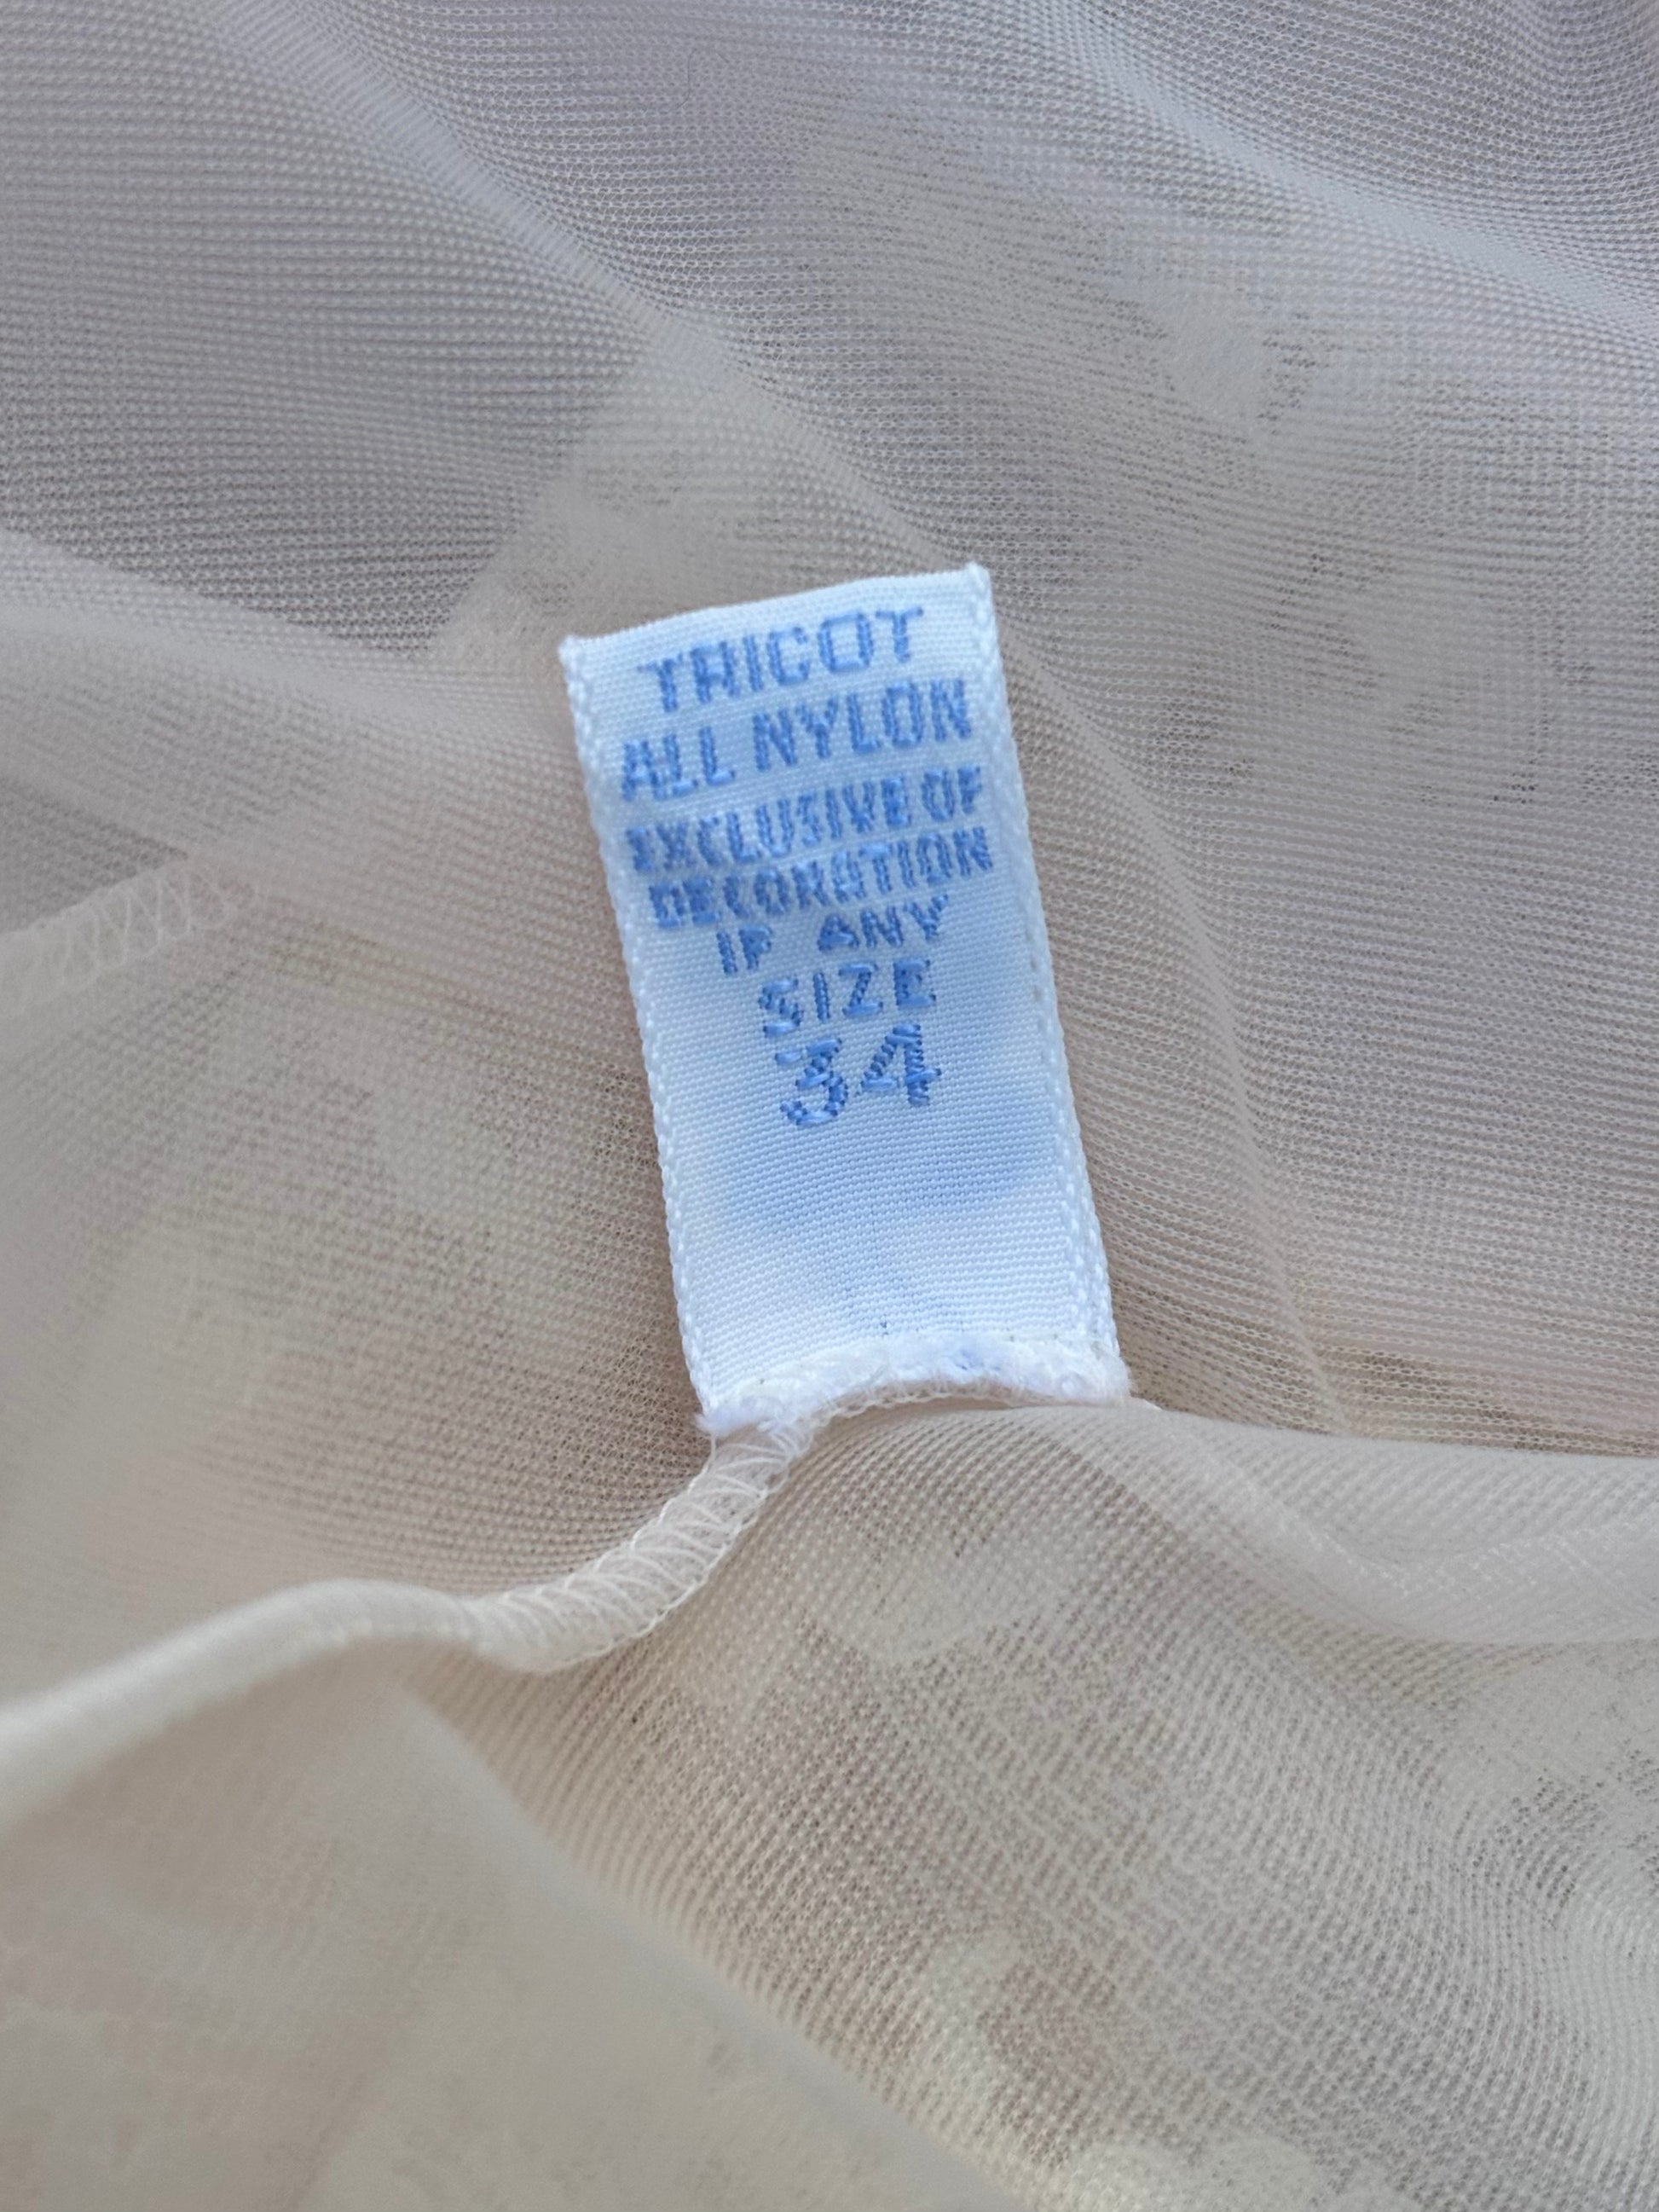 TRICOT
ALL NYLON
EXCLUSIVE OF
DECORATION
IF ANY
SIZE
34